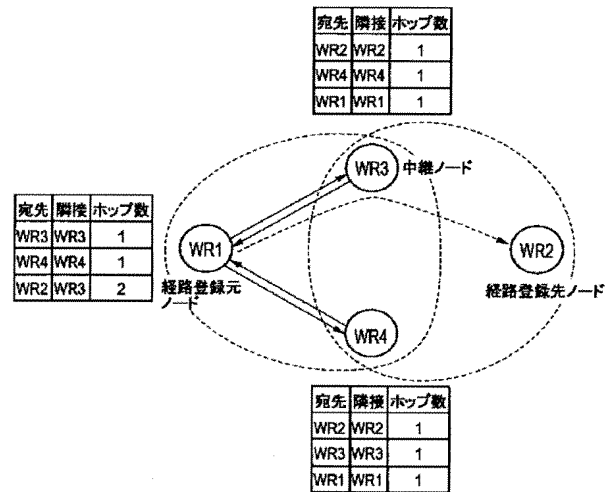 宛先 隣接 ホップ数
WR2 WR2 1
WR4 WR4 1
WR1 WR1 1
WR3 中継ノード
宛先 隣接 ホップ数
WR3 WR3 1
WR4 WR4 1
WR2 WR3 2
WR1
経路登録元
ノード
WR2
経路登録先ノード
WR4
宛先 隣接 ホップ数
WR2 WR2 1
WR3 WR3 1
WR1 WR1 1